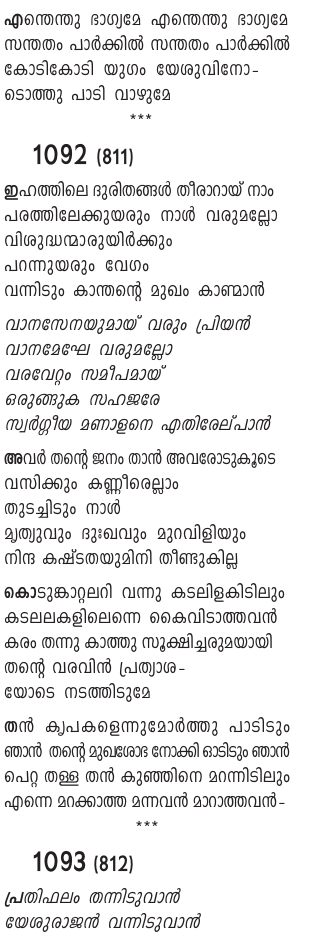 എന്തെന്തു ഭാഗ്യമേ എന്തെന്തു ഭാഗ്യമേ
സന്തതം പാർക്കിൽ സന്തതം പാർക്കിൽ
കോടികോടി യുഗം യേശുവിനോ-
ടൊത്തു പാടി വാഴുമേ
***
1092 (811)
ഇഹത്തിലെ ദുരിതങ്ങൾ തീരാറായ് നാം
പരത്തിലേക്കുയരും നാൾ വരുമല്ലോ
വിശുദ്ധന്മാരുയിർക്കും
പറന്നുയരും വേഗം
വന്നിടും കാന്തന്റെ മുഖം കാണ്മാൻ
വാനസേനയുമായ് വരും പ്രിയൻ
വാനമേഘേ വരുമല്ലോ
വരവേറ്റം സമീപമായ്
ഒരുങ്ങുക സഹജരേ
സ്വർഗ്ഗീയ മണാളനെ എതിരേല്പാൻ
അവർ തന്റെ ജനം താൻ അവരോടുകൂടെ
വസിക്കും കണ്ണീരെല്ലാം
തുടച്ചിടും നാൾ
മൃത്യുവും ദുഃഖവും മുറവിളിയും
നിന്ദ കഷ്ടതയുമിനി തീണ്ടുകില്ല
കൊടുങ്കാറ്റലറി വന്നു കടലിളകിടിലും
കടലലകളിലെന്നെ കൈവിടാത്തവൻ
കരം തന്നു കാത്തു സൂക്ഷിച്ചരുമയായി
തന്റെ വരവിൻ പ്രത്യാശ-
യോടെ നടത്തിടുമേ
തൻ കൃപകളെന്നുമോർത്തു പാടിടും
ഞാൻ തന്റെ മുഖശോഭ നോക്കി ഓടിടും ഞാൻ
പെറ്റ തള്ള തൻ കുഞ്ഞിനെ മറന്നിടിലും
എന്നെ മറക്കാത്ത മന്നവൻ മാറാത്തവൻ-
***
1093 (812)
പ്രതിഫലം തന്നിടുവാൻ
യേശുരാജൻ വന്നിടുവാൻ